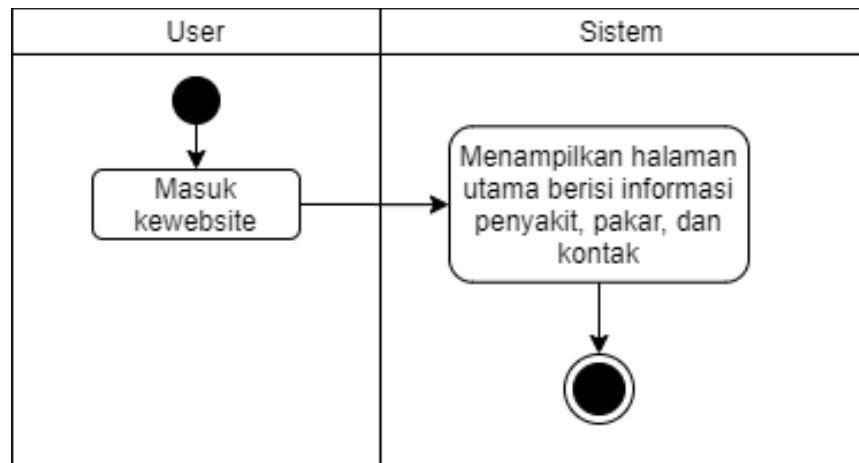 User
Sistem
Masuk
kewebsite
Menampilkan halaman
utama berisi informasi
penyakit, pakar, dan
kontak